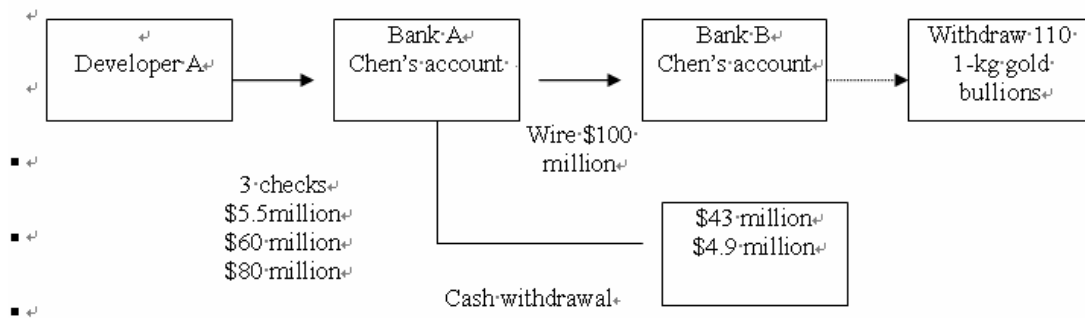 Developer A
Bank A
Chen's account
Bank B
Chen's account
Withdraw 110
1-kg gold
bullions
Wire $100
million
3 checks
$5.5million
$60 million
$80 million
$43 million
$4.9 million
Cash withdrawal